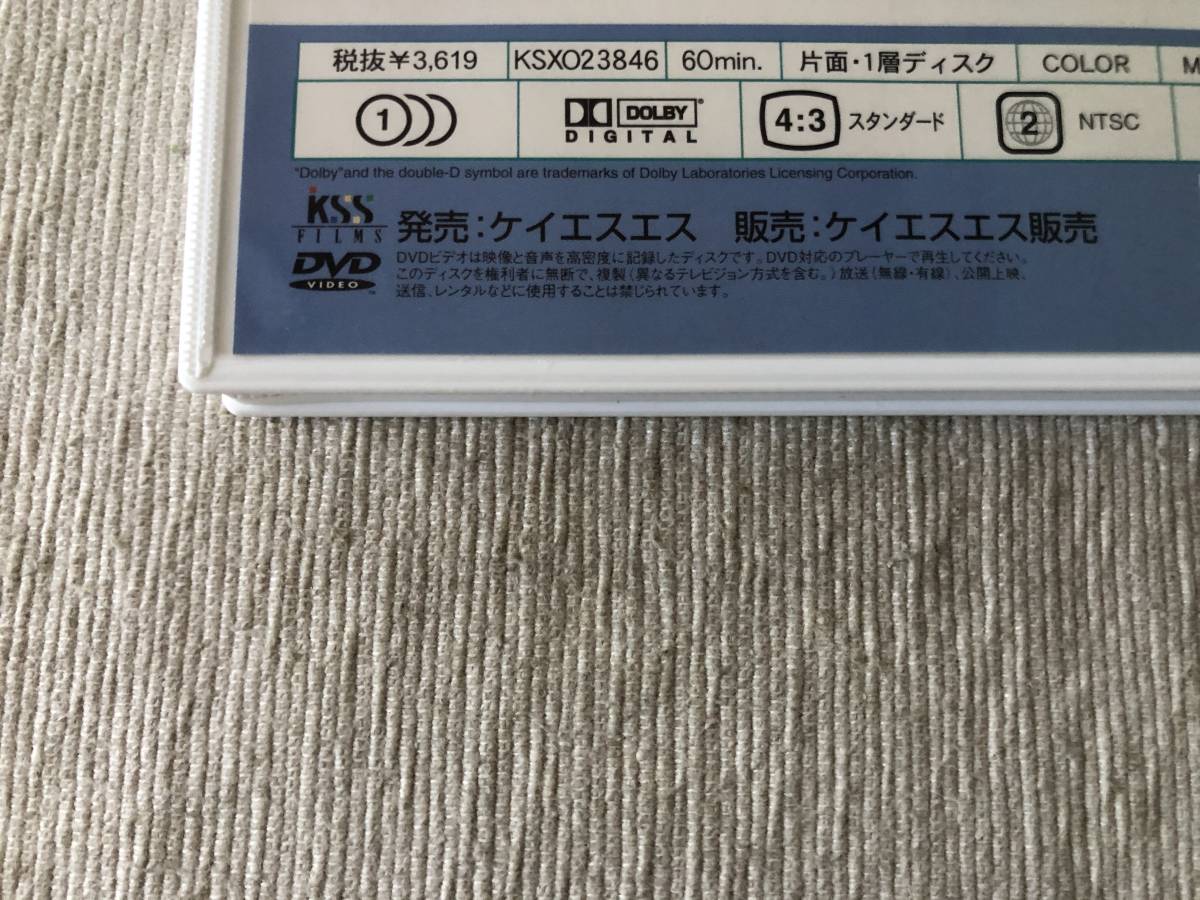 税抜¥3,619 KSXO23846 60min. 片面・1層ディスク COLOR M
1 DOLBY DIGITAL 4:3 スタンダード 2 NTSC
"Dolby"and the double-D symbol are trademarks of Dolby Laboratories Licensing Corporation.
KSS FILMS 発売：ケイエスエス 販売：ケイエスエス販売
DVD VIDEO DVDビデオは映像と音声を高密度に記録したディスクです。DVD対応のプレーヤーで再生してください。
このディスクを権利者に無断で、複製（異なるテレビジョン方式を含む。）放送（無線・有線）、公開上映、
送信、レンタルなどに使用することは禁じられています。